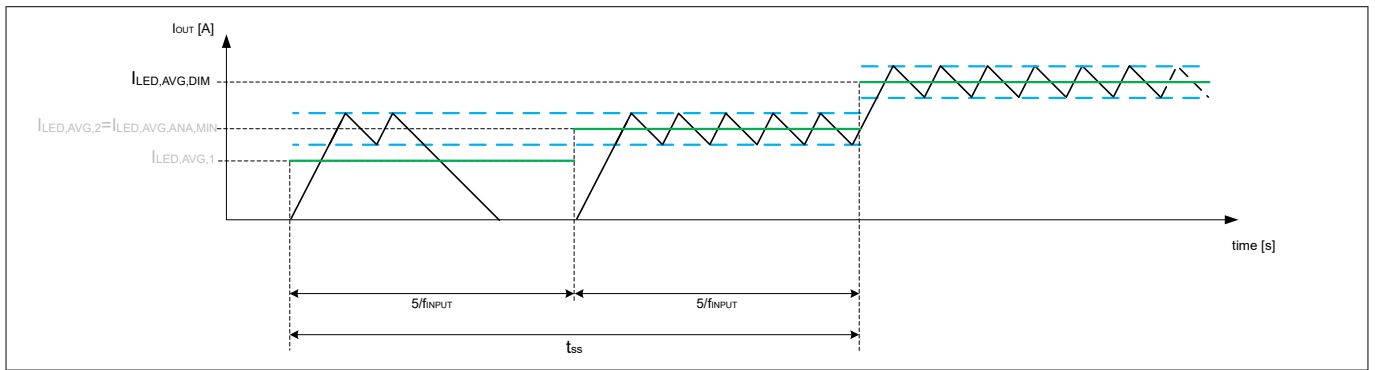 IOUT [A]
ILED,AVG,DIM
ILED,AVG,2=ILED,AVG,ANA,MIN
ILED,AVG,1
time [s]
5/fINPUT 5/fINPUT
tss